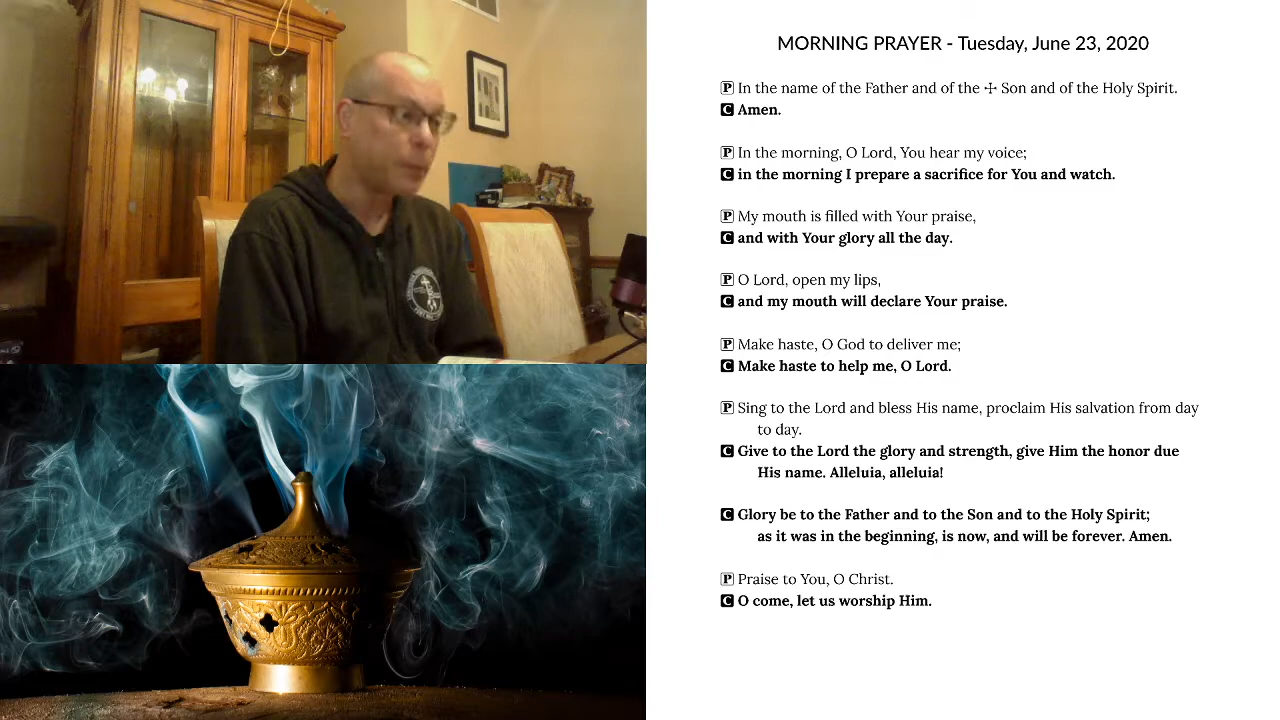 MORNING PRAYER - Tuesday, June 23, 2020
P In the name of the Father and of the ☩ Son and of the Holy Spirit.
C Amen.
P In the morning, O Lord, You hear my voice;
C in the morning I prepare a sacrifice for You and watch.
P My mouth is filled with Your praise,
C and with Your glory all the day.
P O Lord, open my lips,
C and my mouth will declare Your praise.
P Make haste, O God to deliver me;
C Make haste to help me, O Lord.
P Sing to the Lord and bless His name, proclaim His salvation from day
to day.
C Give to the Lord the glory and strength, give Him the honor due
His name. Alleluia, alleluia!
C Glory be to the Father and to the Son and to the Holy Spirit;
as it was in the beginning, is now, and will be forever. Amen.
P Praise to You, O Christ.
C O come, let us worship Him.